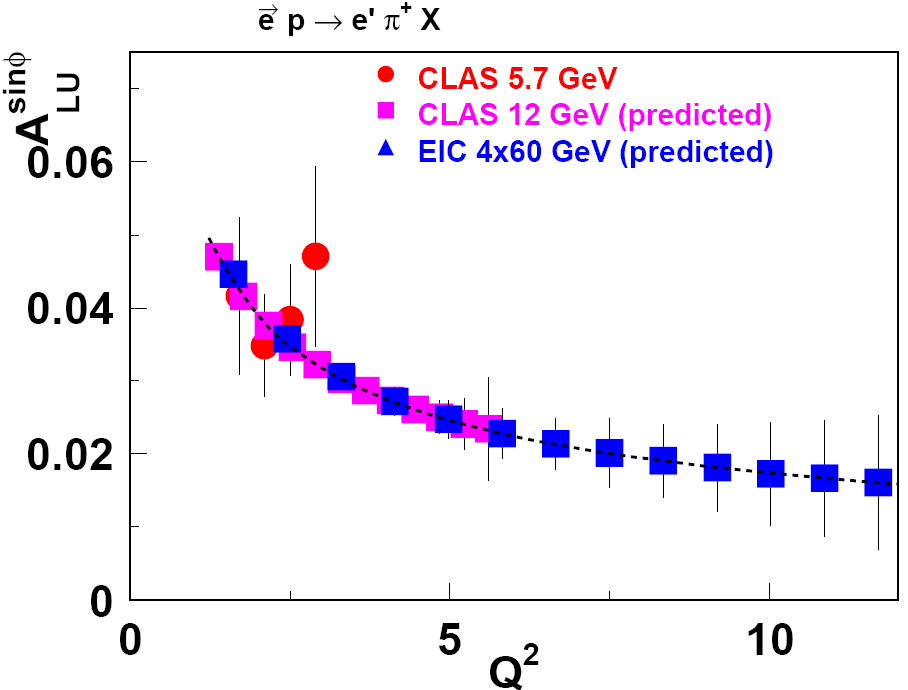 e⃗ p → e' π⁺ X
A_LU^sinϕ
CLAS 5.7 GeV
CLAS 12 GeV (predicted)
EIC 4x60 GeV (predicted)
0.06
0.04
0.02
0
0 5 10
Q²